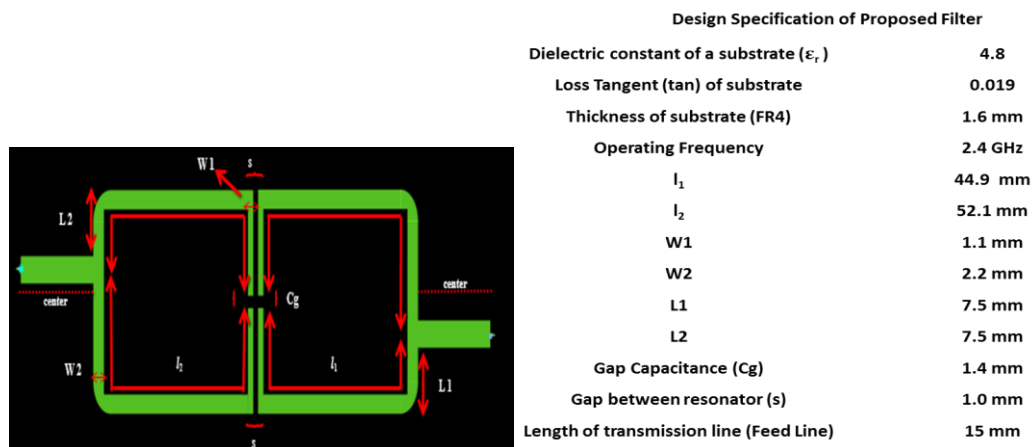 W1
s
L2
center
center
Cg
W2
l₂
l₁
L1
s
Design Specification of Proposed Filter
Dielectric constant of a substrate (εᵣ) 4.8
Loss Tangent (tan) of substrate 0.019
Thickness of substrate (FR4) 1.6 mm
Operating Frequency 2.4 GHz
l₁ 44.9 mm
l₂ 52.1 mm
W1 1.1 mm
W2 2.2 mm
L1 7.5 mm
L2 7.5 mm
Gap Capacitance (Cg) 1.4 mm
Gap between resonator (s) 1.0 mm
Length of transmission line (Feed Line) 15 mm